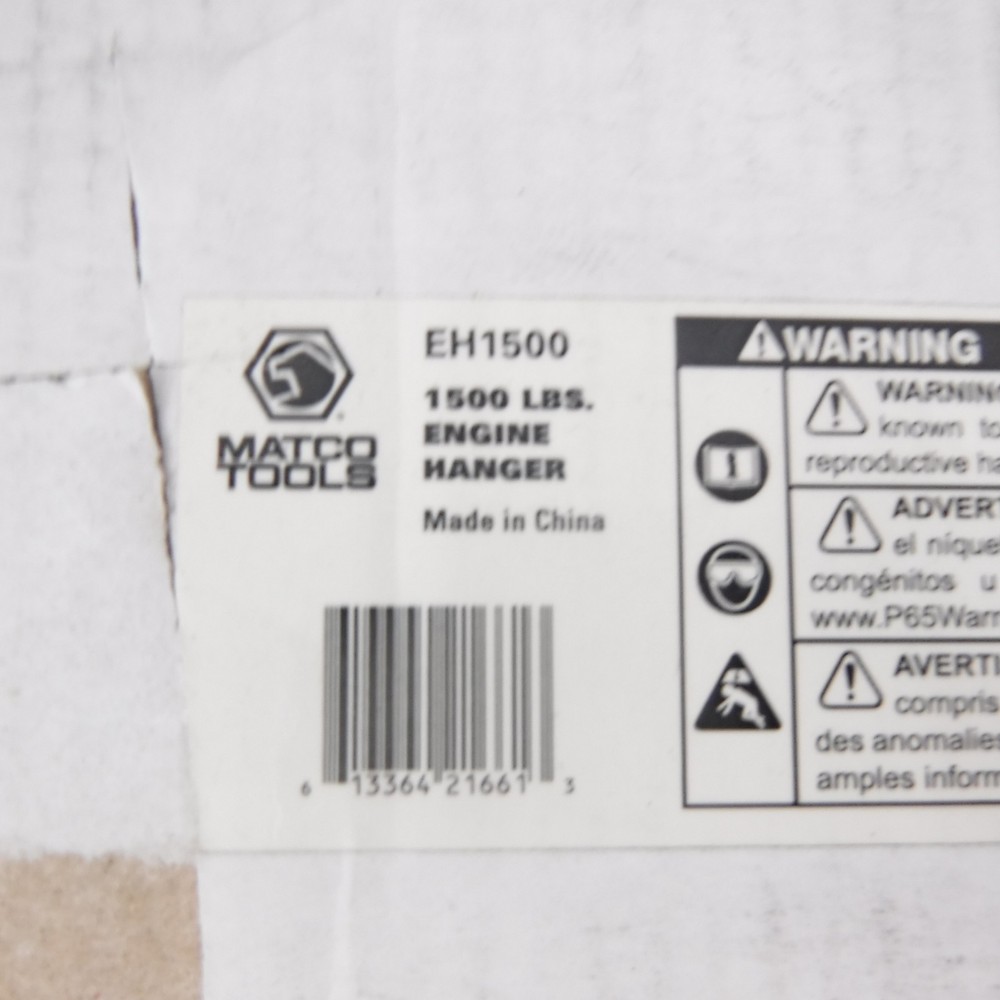 MATCO
TOOLS
EH1500
1500 LBS.
ENGINE
HANGER
Made in China
6 13364 21661 3
WARNING
WARNING
known to
reproductive ha
ADVERT
el níque
congénitos u
www.P65Warn
AVERTI
compris
des anomalies
amples inform